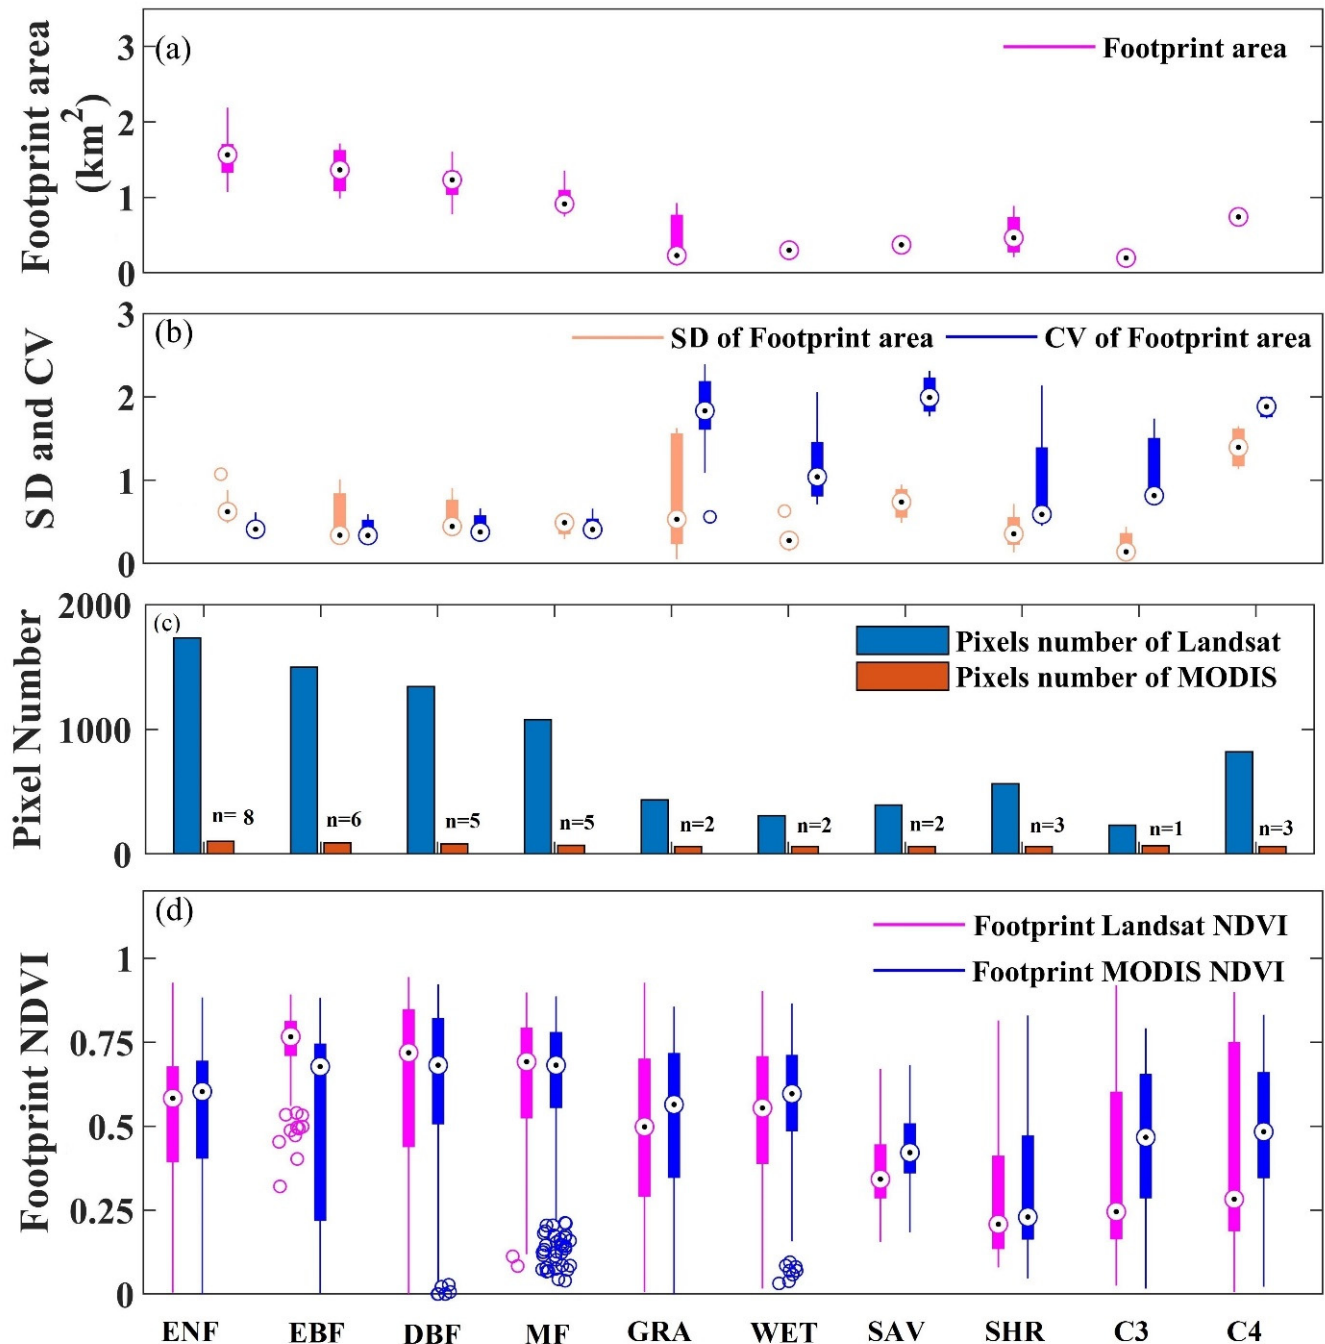 (a)
Footprint area
Footprint area
(km2)
3
2
1
0
(b)
SD of Footprint area
CV of Footprint area
SD and CV
3
2
1
0
(c)
Pixels number of Landsat
Pixels number of MODIS
Pixel Number
2000
1000
0
n= 8
n=6
n=5
n=5
n=2
n=2
n=2
n=3
n=1
n=3
(d)
Footprint Landsat NDVI
Footprint MODIS NDVI
Footprint NDVI
1
0.75
0.5
0.25
0
ENF EBF DBF MF GRA WET SAV SHR C3 C4